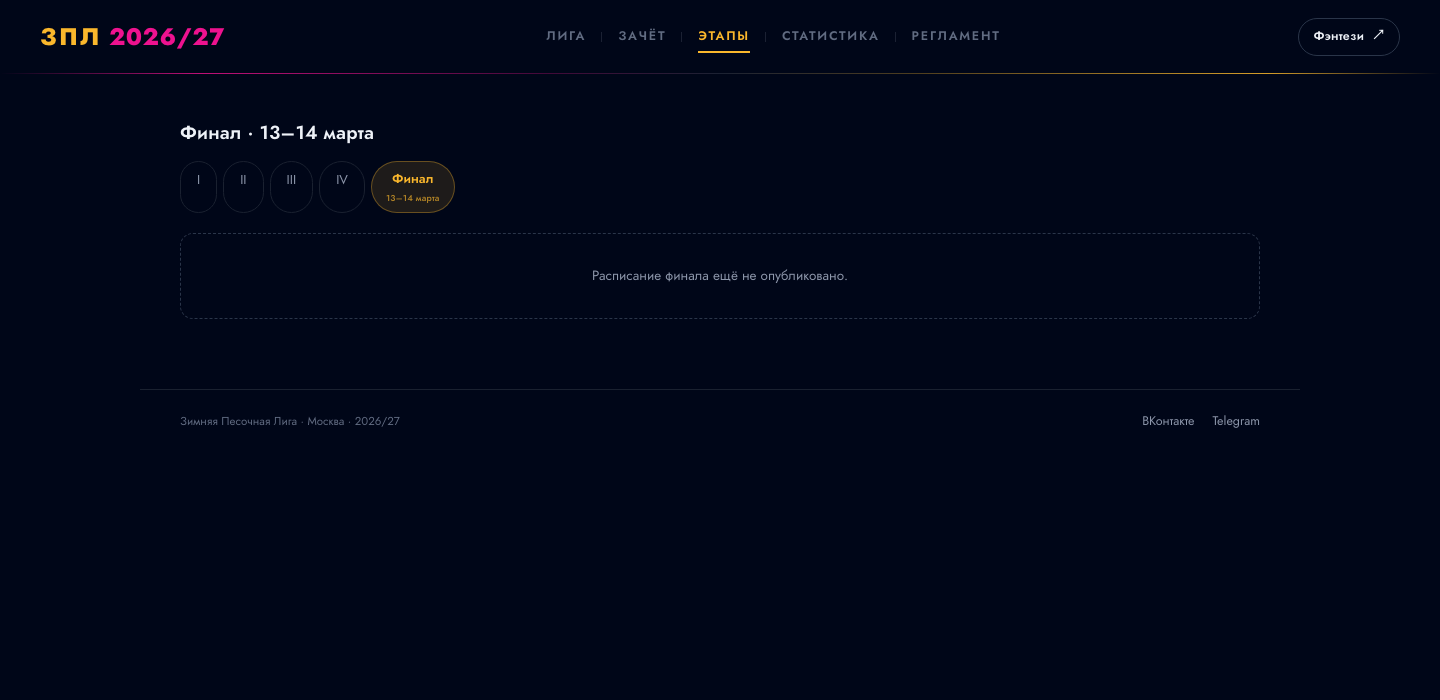 ЗПЛ 2026/27
ЛИГА
ЗАЧЁТ
ЭТАПЫ
СТАТИСТИКА
РЕГЛАМЕНТ
Фэнтези ↗
Финал · 13–14 марта
I
II
III
IV
Финал
13–14 марта
Расписание финала ещё не опубликовано.
Зимняя Песочная Лига · Москва · 2026/27
ВКонтакте
Telegram